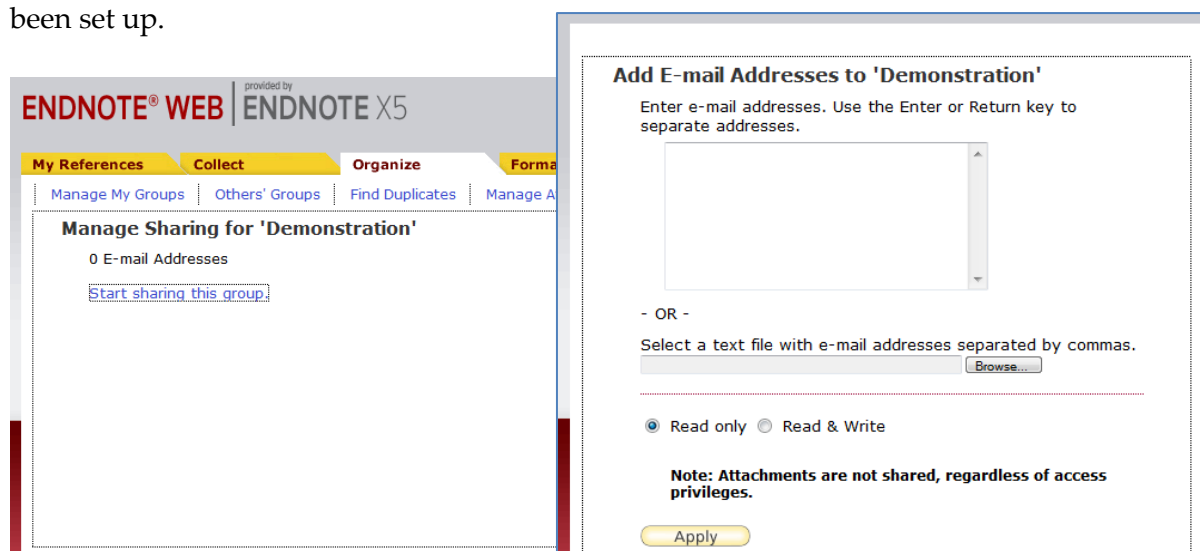 been set up.
provided by
ENDNOTE® WEB ENDNOTE X5
My References Collect Organize
Manage My Groups Others' Groups Find Duplicates Manage
Manage Sharing for 'Demonstration'
0 E-mail Addresses
Start sharing this group.
Add E-mail Addresses to 'Demonstration'
Enter e-mail addresses. Use the Enter or Return key to
separate addresses.
- OR -
Select a text file with e-mail addresses separated by commas.
Browse...
Read only Read & Write
Note: Attachments are not shared, regardless of access
privileges.
Apply